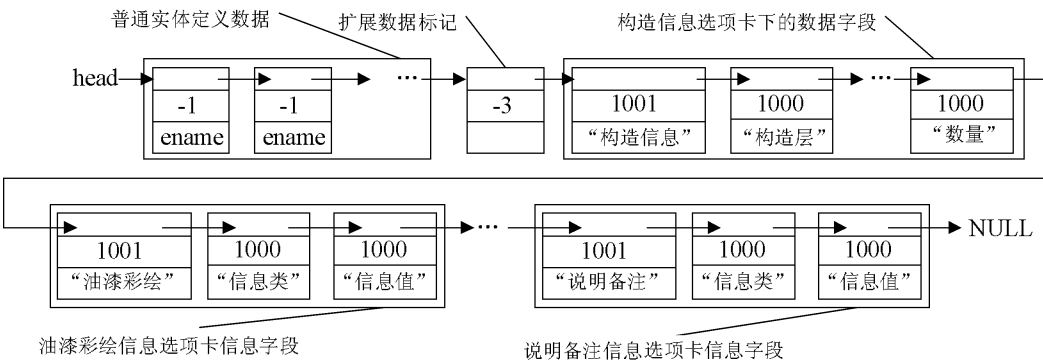 普通实体定义数据
扩展数据标记
构造信息选项卡下的数据字段
head
···
···
-1
-1
-3
1001
1000
1000
ename
ename
“构造信息”
“构造层”
“数量”
···
NULL
1001
1000
1000
1001
1000
1000
“油漆彩绘”
“信息类”
“信息值”
“说明备注”
“信息类”
“信息值”
油漆彩绘信息选项卡信息字段
说明备注信息选项卡信息字段